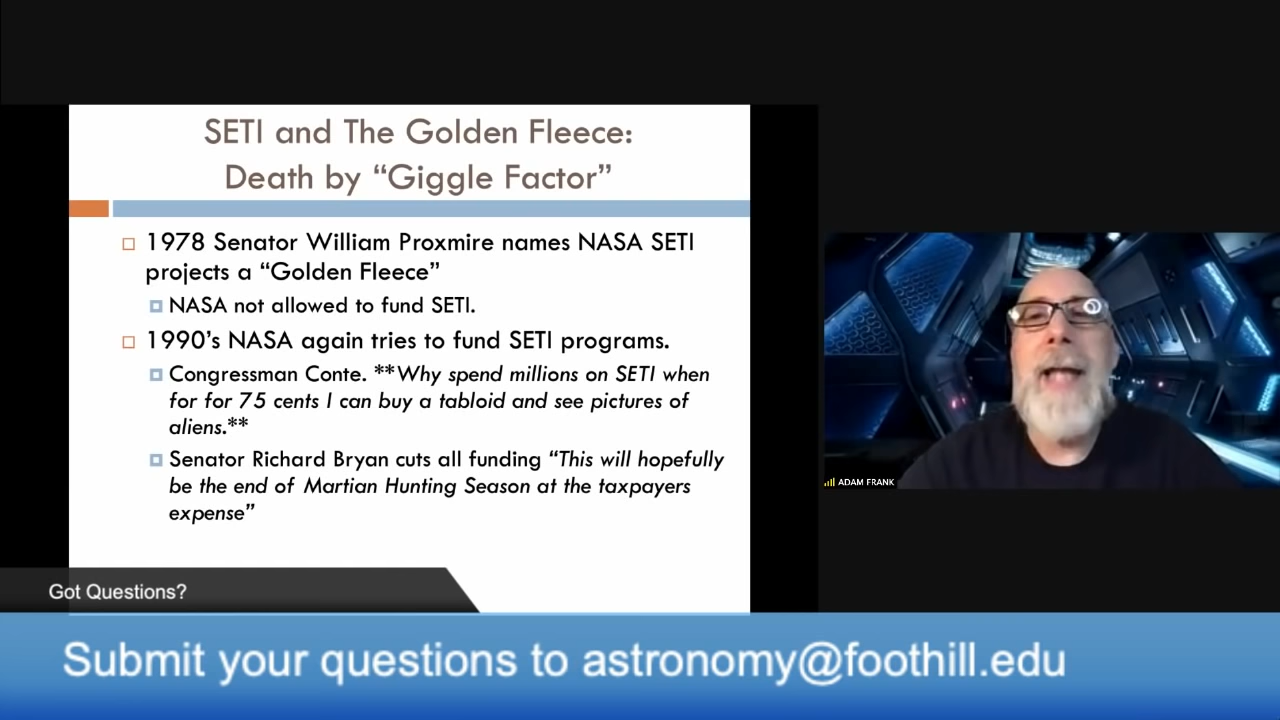 SETI and The Golden Fleece:
Death by “Giggle Factor”
1978 Senator William Proxmire names NASA SETI
projects a “Golden Fleece”
NASA not allowed to fund SETI.
1990’s NASA again tries to fund SETI programs.
Congressman Conte. **Why spend millions on SETI when
for for 75 cents I can buy a tabloid and see pictures of
aliens.**
Senator Richard Bryan cuts all funding “This will hopefully
be the end of Martian Hunting Season at the taxpayers
expense”
ADAM FRANK
Got Questions?
Submit your questions to astronomy@foothill.edu